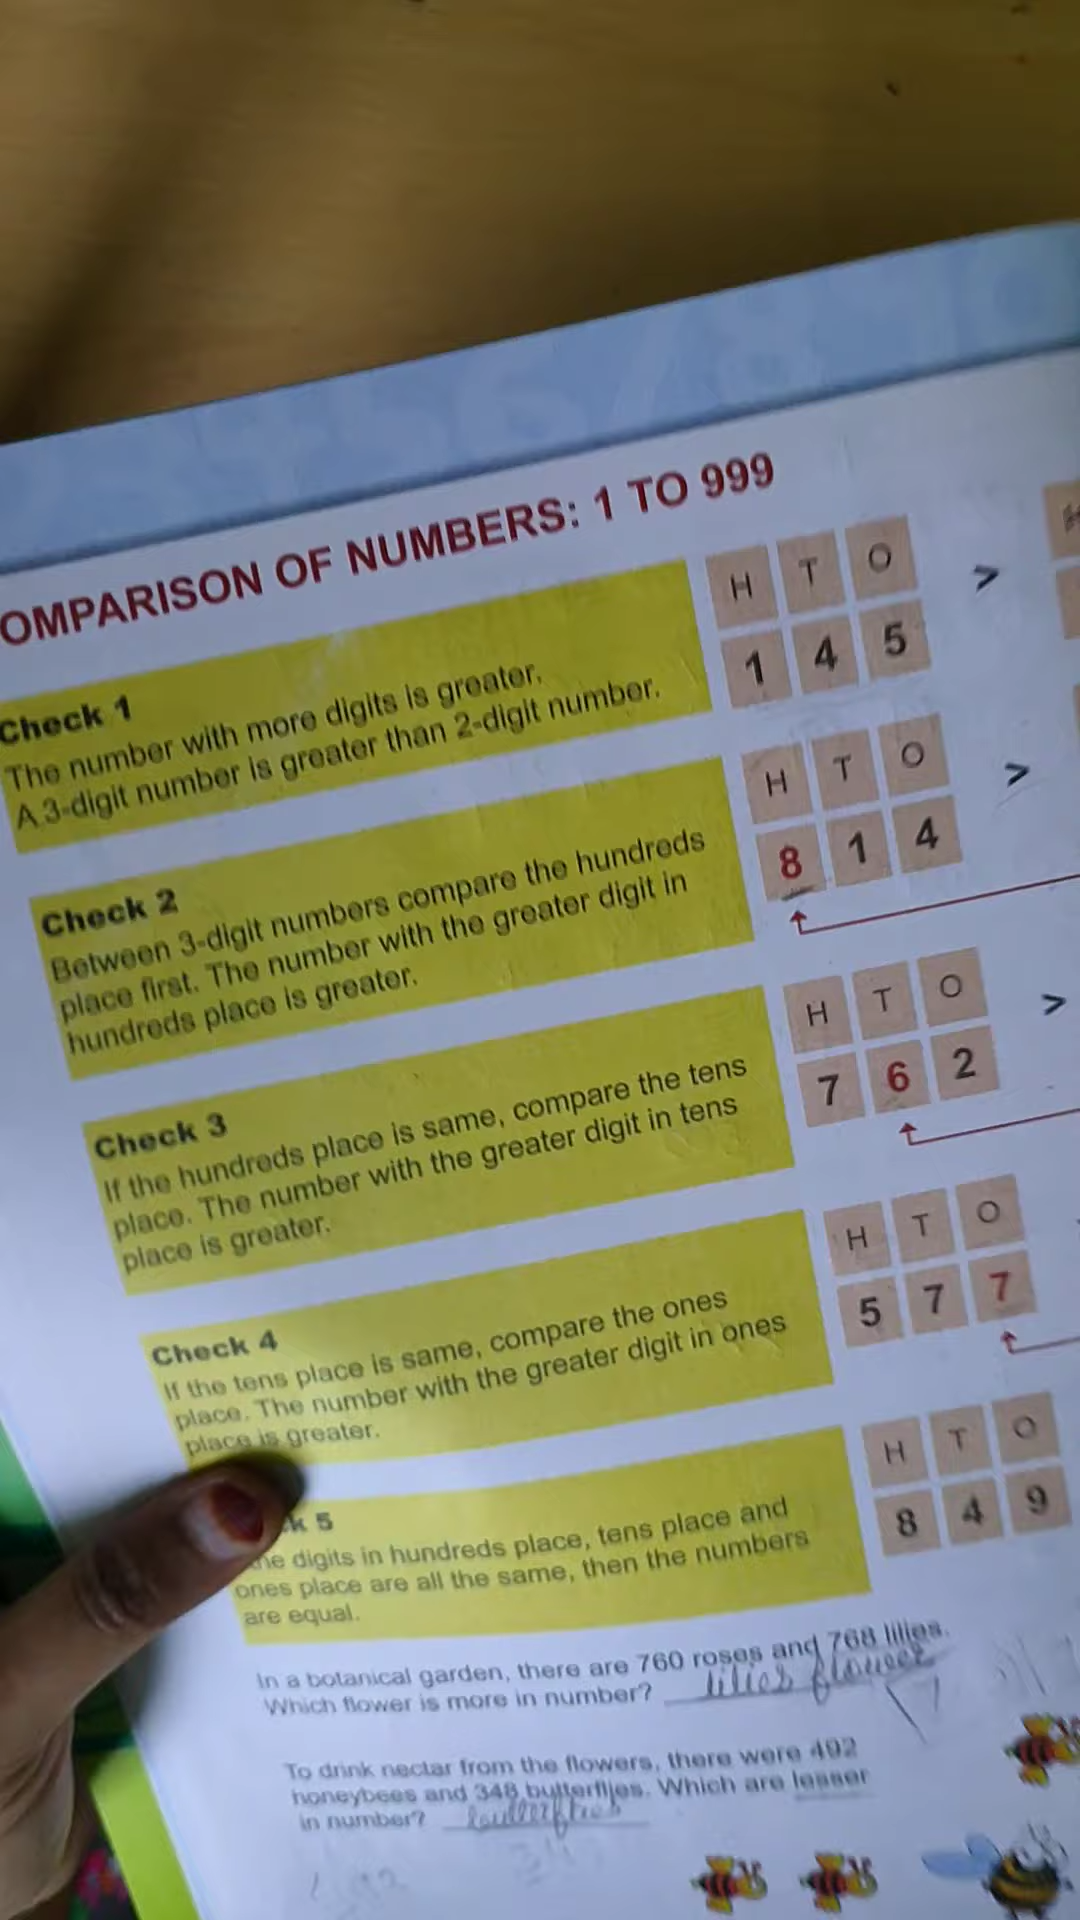 OMPARISON OF NUMBERS: 1 TO 999
Check 1
The number with more digits is greater.
A 3-digit number is greater than 2-digit number.
H T O
1 4 5
>
Check 2
Between 3-digit numbers compare the hundreds
place first. The number with the greater digit in
hundreds place is greater.
H T O
8 1 4
>
Check 3
If the hundreds place is same, compare the tens
place. The number with the greater digit in tens
place is greater.
H T O
7 6 2
>
Check 4
If the tens place is same, compare the ones
place. The number with the greater digit in ones
place is greater.
H T O
5 7 7
k 5
he digits in hundreds place, tens place and
ones place are all the same, then the numbers
are equal.
H T O
8 4 9
In a botanical garden, there are 760 roses and 768 lilies.
Which flower is more in number? lilies flower
To drink nectar from the flowers, there were 492
honeybees and 348 butterflies. Which are lesser
in number? butterflies